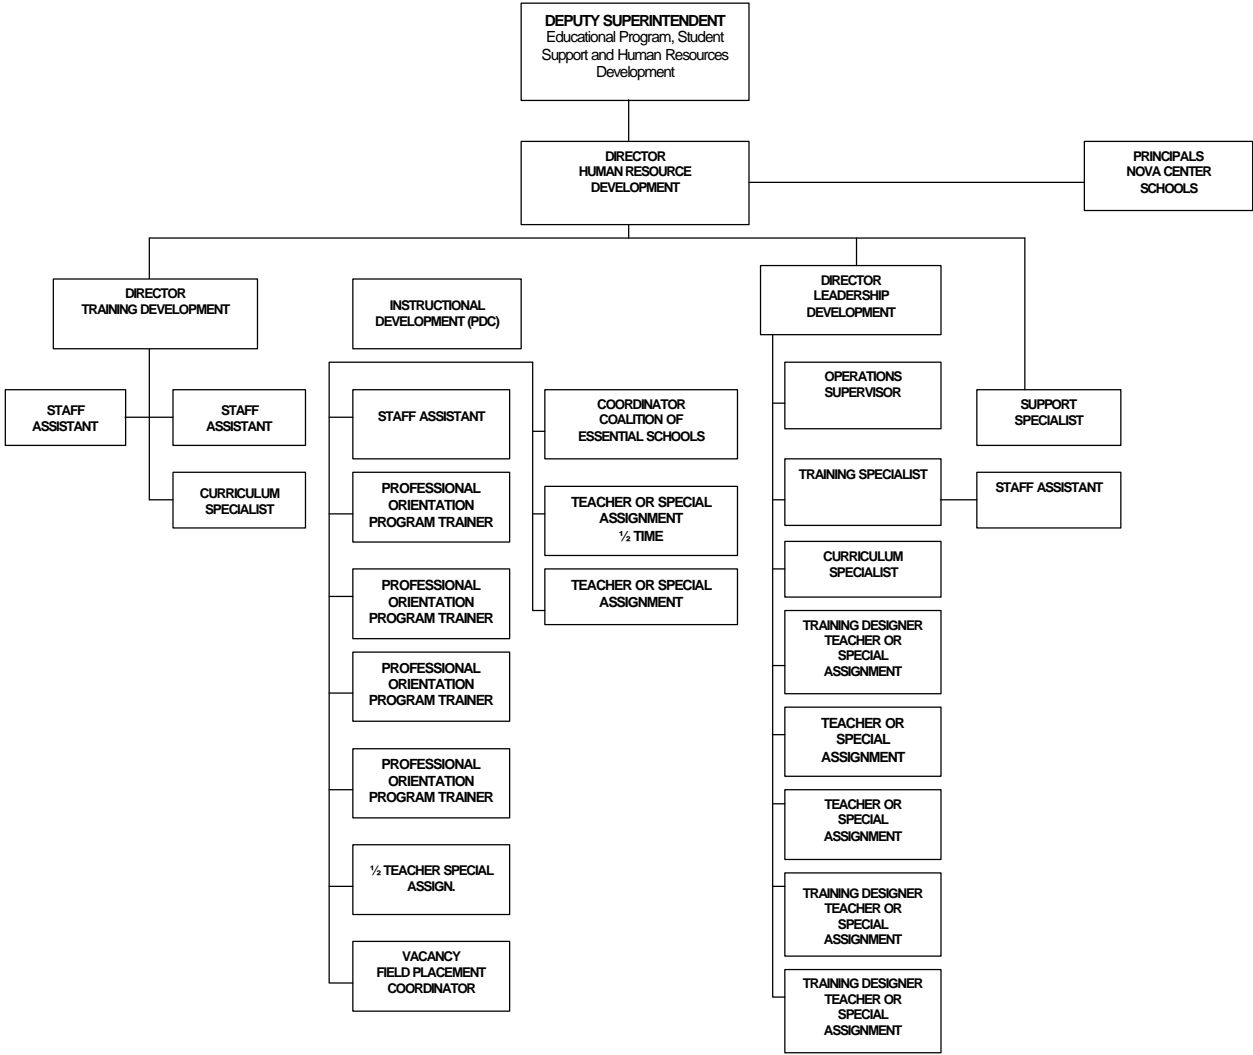 DEPUTY SUPERINTENDENT
Educational Program, Student
Support and Human Resources
Development
DIRECTOR
HUMAN RESOURCE
DEVELOPMENT
PRINCIPALS
NOVA CENTER
SCHOOLS
DIRECTOR
TRAINING DEVELOPMENT
INSTRUCTIONAL
DEVELOPMENT (PDC)
DIRECTOR
LEADERSHIP
DEVELOPMENT
STAFF
ASSISTANT
STAFF
ASSISTANT
CURRICULUM
SPECIALIST
STAFF ASSISTANT
PROFESSIONAL
ORIENTATION
PROGRAM TRAINER
PROFESSIONAL
ORIENTATION
PROGRAM TRAINER
PROFESSIONAL
ORIENTATION
PROGRAM TRAINER
PROFESSIONAL
ORIENTATION
PROGRAM TRAINER
½ TEACHER SPECIAL
ASSIGN.
VACANCY
FIELD PLACEMENT
COORDINATOR
COORDINATOR
COALITION OF
ESSENTIAL SCHOOLS
TEACHER OR SPECIAL
ASSIGNMENT
½ TIME
TEACHER OR SPECIAL
ASSIGNMENT
OPERATIONS
SUPERVISOR
TRAINING SPECIALIST
CURRICULUM
SPECIALIST
TRAINING DESIGNER
TEACHER OR
SPECIAL
ASSIGNMENT
TEACHER OR
SPECIAL
ASSIGNMENT
TEACHER OR
SPECIAL
ASSIGNMENT
TRAINING DESIGNER
TEACHER OR
SPECIAL
ASSIGNMENT
TRAINING DESIGNER
TEACHER OR
SPECIAL
ASSIGNMENT
SUPPORT
SPECIALIST
STAFF ASSISTANT